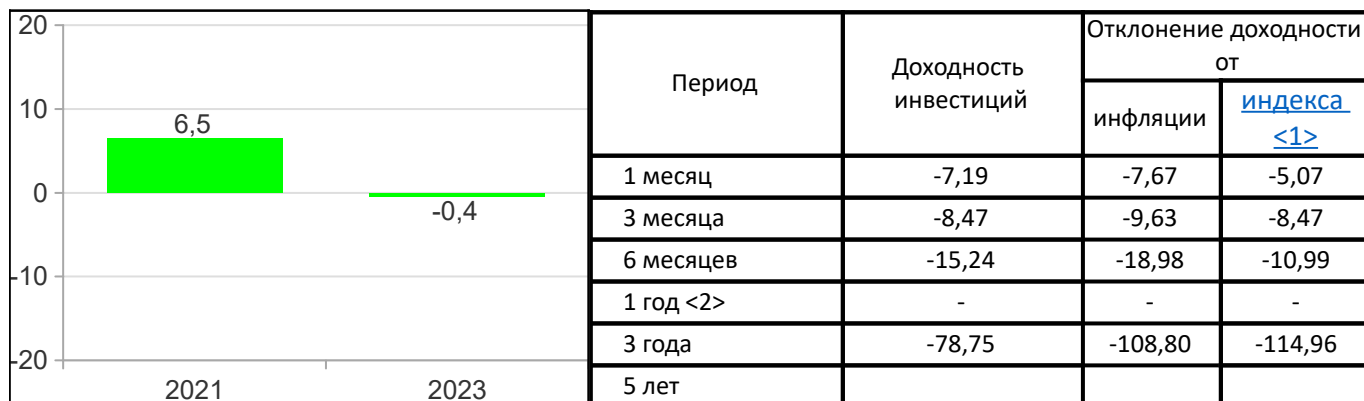 20
10
0
-10
-20
6,5
-0,4
2021 2023
Период Доходность инвестиций Отклонение доходности от
инфляции индекса <1>
1 месяц -7,19 -7,67 -5,07
3 месяца -8,47 -9,63 -8,47
6 месяцев -15,24 -18,98 -10,99
1 год <2> - - -
3 года -78,75 -108,80 -114,96
5 лет